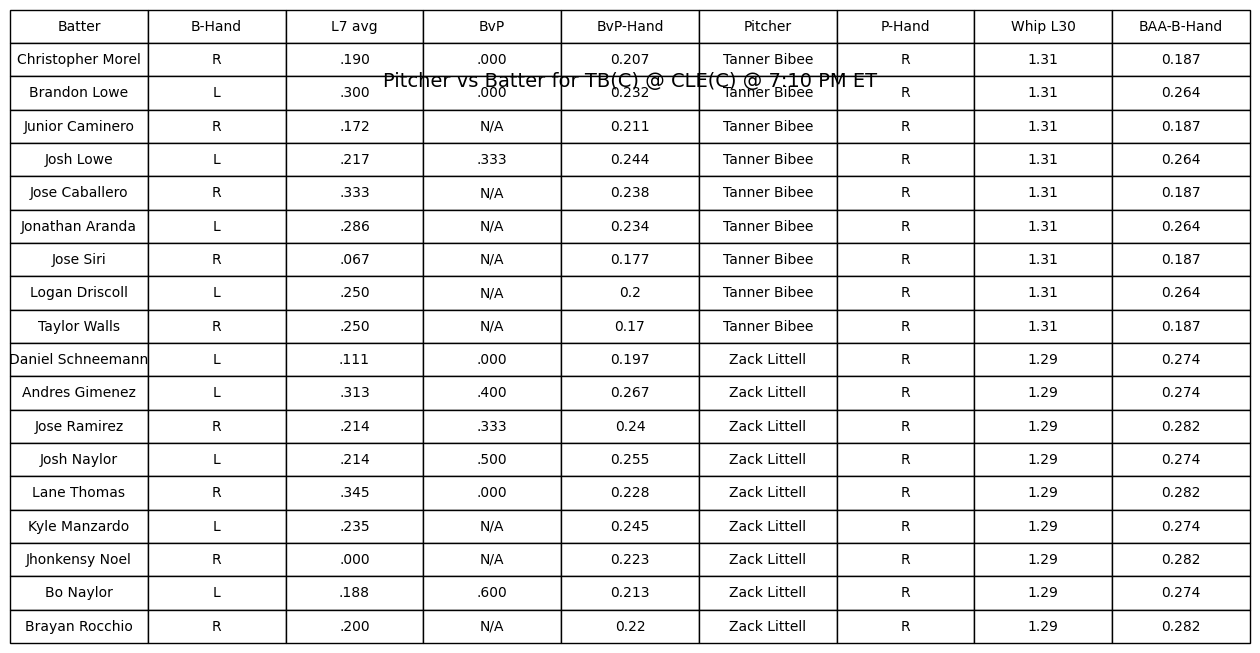 Batter B-Hand L7 avg BvP BvP-Hand Pitcher P-Hand Whip L30 BAA-B-Hand
Christopher Morel R .190 .000 0.207 Tanner Bibee R 1.31 0.187
Pitcher vs Batter for TB(C) @ CLE(C) @ 7:10 PM ET
Brandon Lowe L .300 .000 0.232 Tanner Bibee R 1.31 0.264
Junior Caminero R .172 N/A 0.211 Tanner Bibee R 1.31 0.187
Josh Lowe L .217 .333 0.244 Tanner Bibee R 1.31 0.264
Jose Caballero R .333 N/A 0.238 Tanner Bibee R 1.31 0.187
Jonathan Aranda L .286 N/A 0.234 Tanner Bibee R 1.31 0.264
Jose Siri R .067 N/A 0.177 Tanner Bibee R 1.31 0.187
Logan Driscoll L .250 N/A 0.2 Tanner Bibee R 1.31 0.264
Taylor Walls R .250 N/A 0.17 Tanner Bibee R 1.31 0.187
Daniel Schneemann L .111 .000 0.197 Zack Littell R 1.29 0.274
Andres Gimenez L .313 .400 0.267 Zack Littell R 1.29 0.274
Jose Ramirez R .214 .333 0.24 Zack Littell R 1.29 0.282
Josh Naylor L .214 .500 0.255 Zack Littell R 1.29 0.274
Lane Thomas R .345 .000 0.228 Zack Littell R 1.29 0.282
Kyle Manzardo L .235 N/A 0.245 Zack Littell R 1.29 0.274
Jhonkensy Noel R .000 N/A 0.223 Zack Littell R 1.29 0.282
Bo Naylor L .188 .600 0.213 Zack Littell R 1.29 0.274
Brayan Rocchio R .200 N/A 0.22 Zack Littell R 1.29 0.282